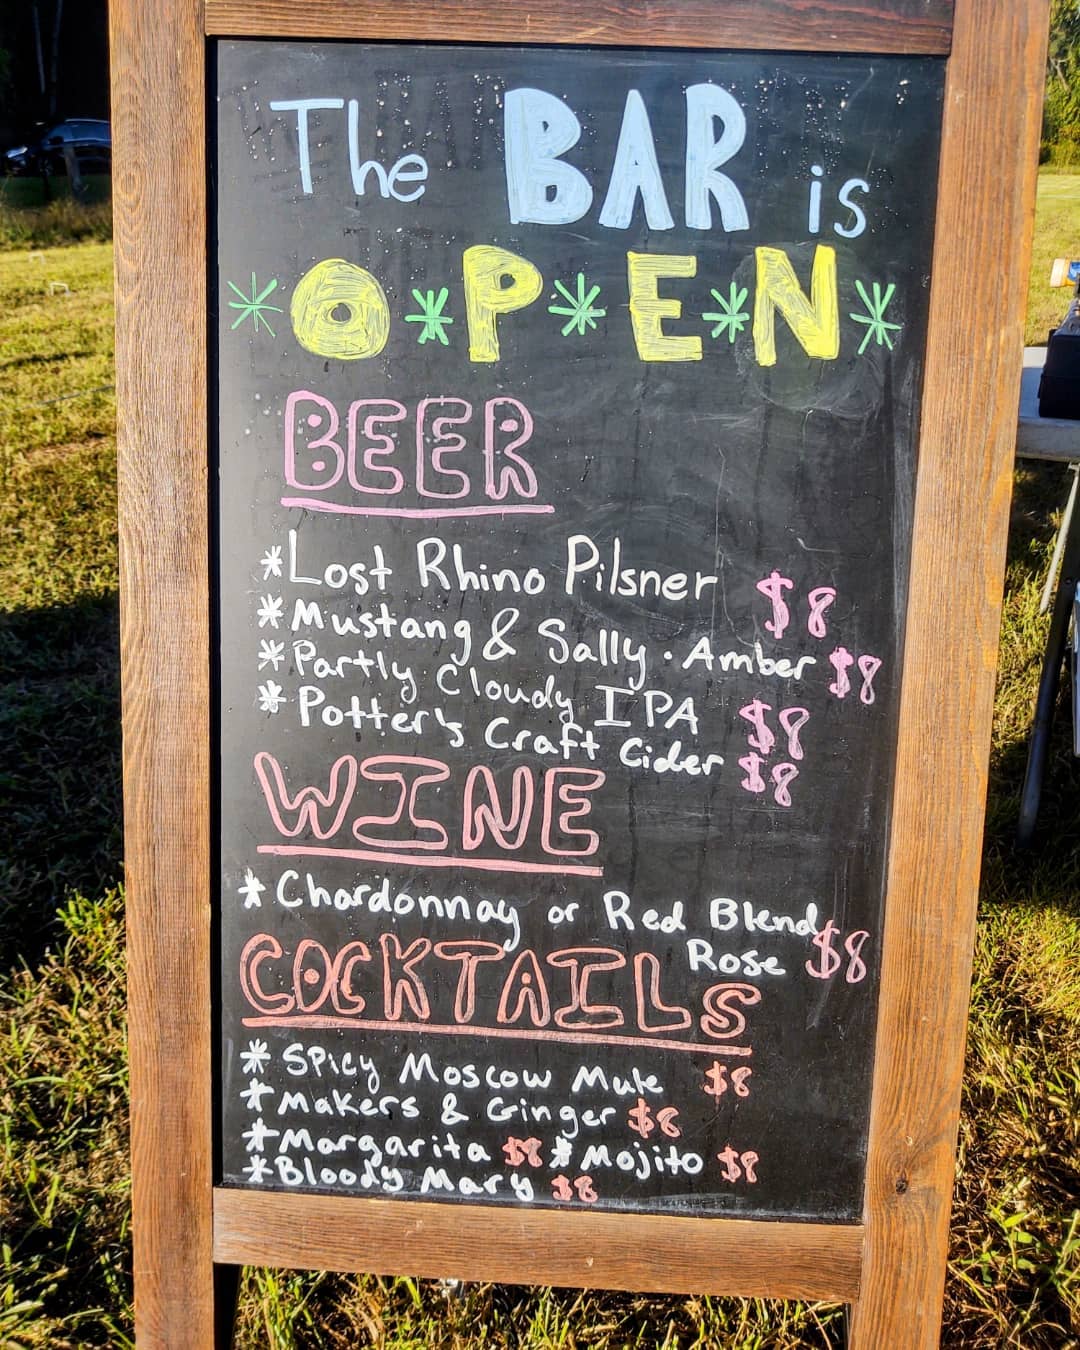 The BAR is
*O*P*E*N*
BEER
*Lost Rhino Pilsner $8
*Mustang & Sally · Amber $8
*Partly Cloudy IPA $8
*Potter's Craft Cider $8
WINE
*Chardonnay or Red Blend,
Rose $8
COCKTAILS
*Spicy Moscow Mule $8
*Makers & Ginger $8
*Margarita $8 *Mojito $8
*Bloody Mary $8